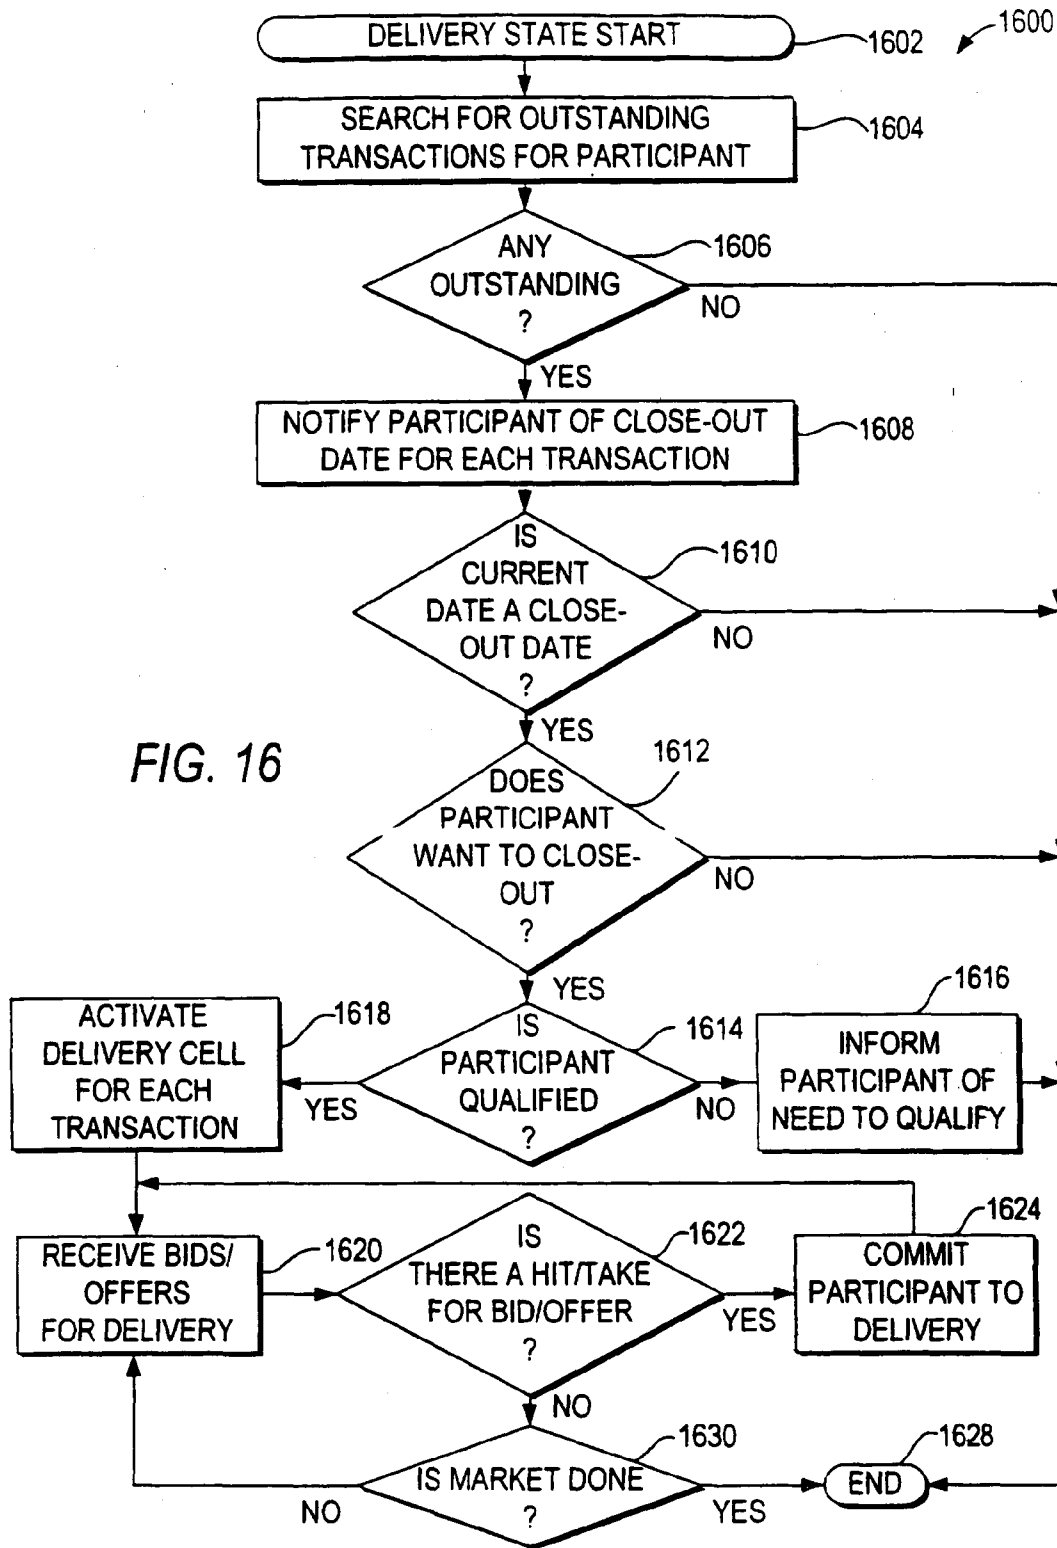 DELIVERY STATE START
1602
1600
SEARCH FOR OUTSTANDING
TRANSACTIONS FOR PARTICIPANT
1604
ANY
OUTSTANDING
?
1606
NO
YES
NOTIFY PARTICIPANT OF CLOSE-OUT
DATE FOR EACH TRANSACTION
1608
IS
CURRENT
DATE A CLOSE-
OUT DATE
?
1610
NO
YES
FIG. 16
DOES
PARTICIPANT
WANT TO CLOSE-
OUT
?
1612
NO
YES
ACTIVATE
DELIVERY CELL
FOR EACH
TRANSACTION
1618
YES
IS
PARTICIPANT
QUALIFIED
?
1614
NO
INFORM
PARTICIPANT OF
NEED TO QUALIFY
1616
RECEIVE BIDS/
OFFERS
FOR DELIVERY
1620
IS
THERE A HIT/TAKE
FOR BID/OFFER
?
1622
YES
COMMIT
PARTICIPANT TO
DELIVERY
1624
NO
IS MARKET DONE
?
1630
NO
YES
END
1628